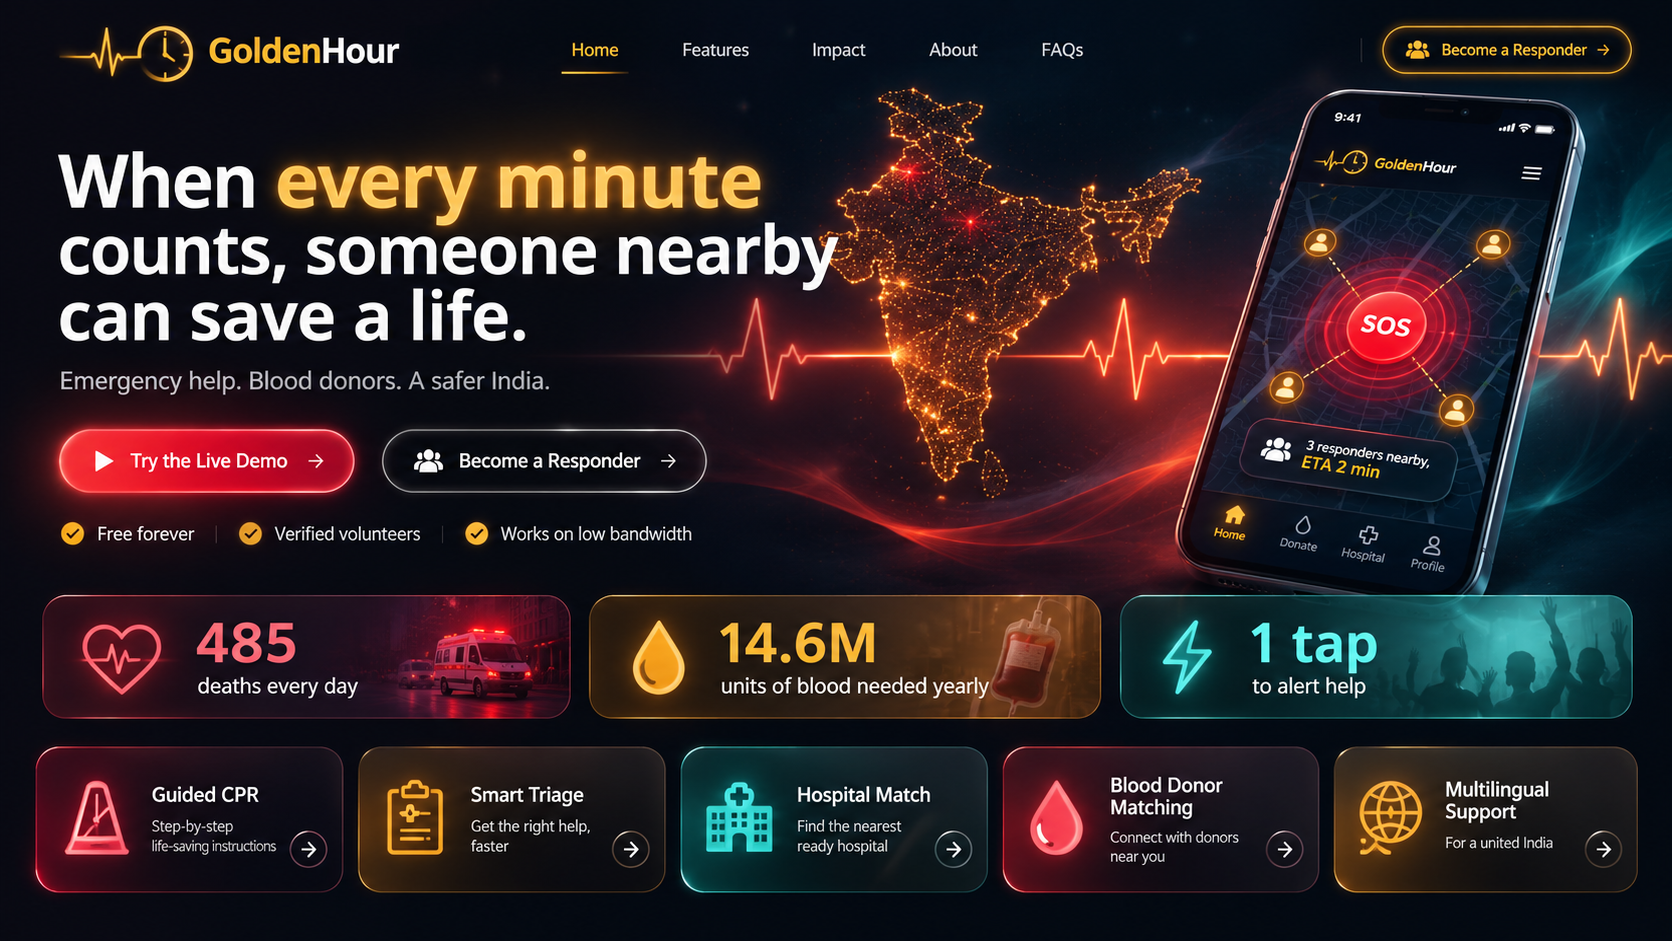 GoldenHour
Home
Features
Impact
About
FAQs
Become a Responder
When every minute
counts, someone nearby
can save a life.
Emergency help. Blood donors. A safer India.
Try the Live Demo
Become a Responder
Free forever
Verified volunteers
Works on low bandwidth
9:41
GoldenHour
SOS
3 responders nearby,
ETA 2 min
Home
Donate
Hospital
Profile
485
deaths every day
14.6M
units of blood needed yearly
1 tap
to alert help
Guided CPR
Step-by-step
life-saving instructions
Smart Triage
Get the right help,
faster
Hospital Match
Find the nearest
ready hospital
Blood Donor
Matching
Connect with donors
near you
Multilingual
Support
For a united India